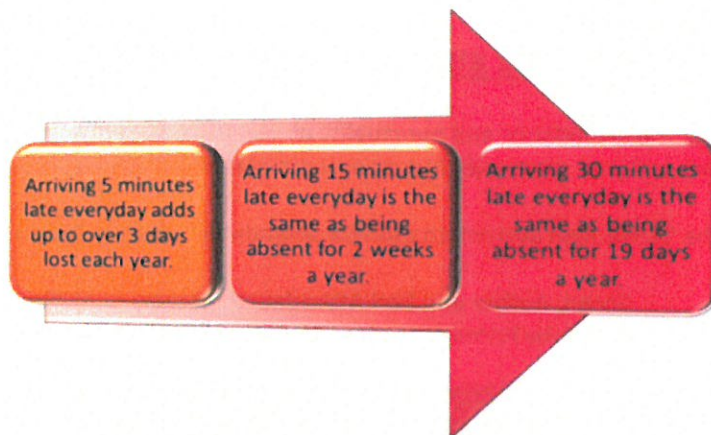 Arriving 5 minutes
late everyday adds
up to over 3 days
lost each year.
Arriving 15 minutes
late everyday is the
same as being
absent for 2 weeks
a year.
Arriving 30 minutes
late everyday is the
same as being
absent for 19 days
a year.